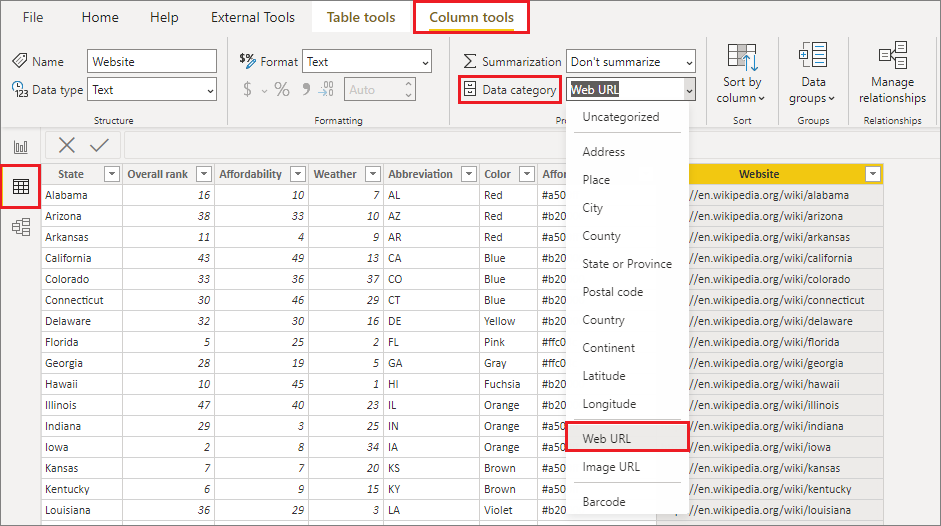 File Home Help External Tools Table tools Column tools
Name Website $% Format Text Σ Summarization Don't summarize
Data type Text $ % 9 .00 Auto Data category Web URL Sort by column Data groups Manage relationships
Structure Formatting Sort Groups Relationships
Uncategorized
Address
Place
City
County
State or Province
Postal code
Country
Continent
Latitude
Longitude
Web URL
Image URL
Barcode
State Overall rank Affordability Weather Abbreviation Color Affor Website
Alabama 16 10 7 AL Red #a50 //en.wikipedia.org/wiki/alabama
Arizona 38 33 10 AZ Red #b20 //en.wikipedia.org/wiki/arizona
Arkansas 11 4 9 AR Red #a50 //en.wikipedia.org/wiki/arkansas
California 43 49 13 CA Blue #b20 //en.wikipedia.org/wiki/california
Colorado 33 36 37 CO Blue #b20 //en.wikipedia.org/wiki/colorado
Connecticut 30 46 29 CT Blue #b20 //en.wikipedia.org/wiki/connecticut
Delaware 32 30 16 DE Yellow #b20 //en.wikipedia.org/wiki/delaware
Florida 5 25 2 FL Pink #ffc0 //en.wikipedia.org/wiki/florida
Georgia 28 19 5 GA Gray #ffc0 //en.wikipedia.org/wiki/georgia
Hawaii 10 45 1 HI Fuchsia #b20 //en.wikipedia.org/wiki/hawaii
Illinois 47 40 23 IL Orange #b20 //en.wikipedia.org/wiki/illinois
Indiana 29 3 25 IN Orange #a50 //en.wikipedia.org/wiki/indiana
Iowa 2 8 34 IA Orange #a50 //en.wikipedia.org/wiki/iowa
Kansas 7 7 20 KS Brown #a50 //en.wikipedia.org/wiki/kansas
Kentucky 6 9 15 KY Brown #a50 //en.wikipedia.org/wiki/kentucky
Louisiana 36 29 3 LA Violet #b20 //en.wikipedia.org/wiki/louisiana